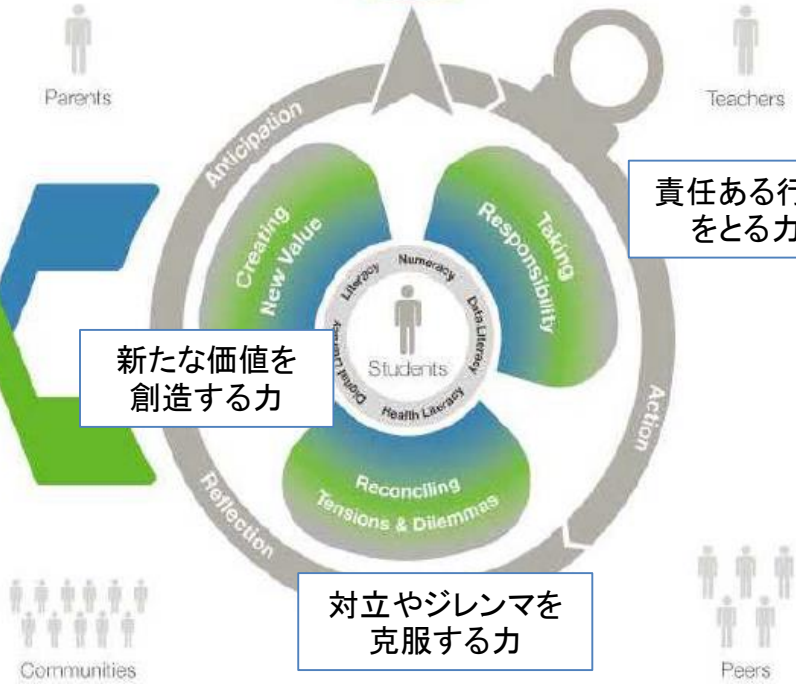 Parents
Teachers
Anticipation
Creating
New Value
Taking
Responsibility
責任ある行
をとる力
Literacy
Numeracy
Data Literacy
Health Literacy
Digital Literacy
Students
新たな価値を
創造する力
Action
Reflection
Reconciling
Tensions & Dilemmas
対立やジレンマを
克服する力
Communities
Peers